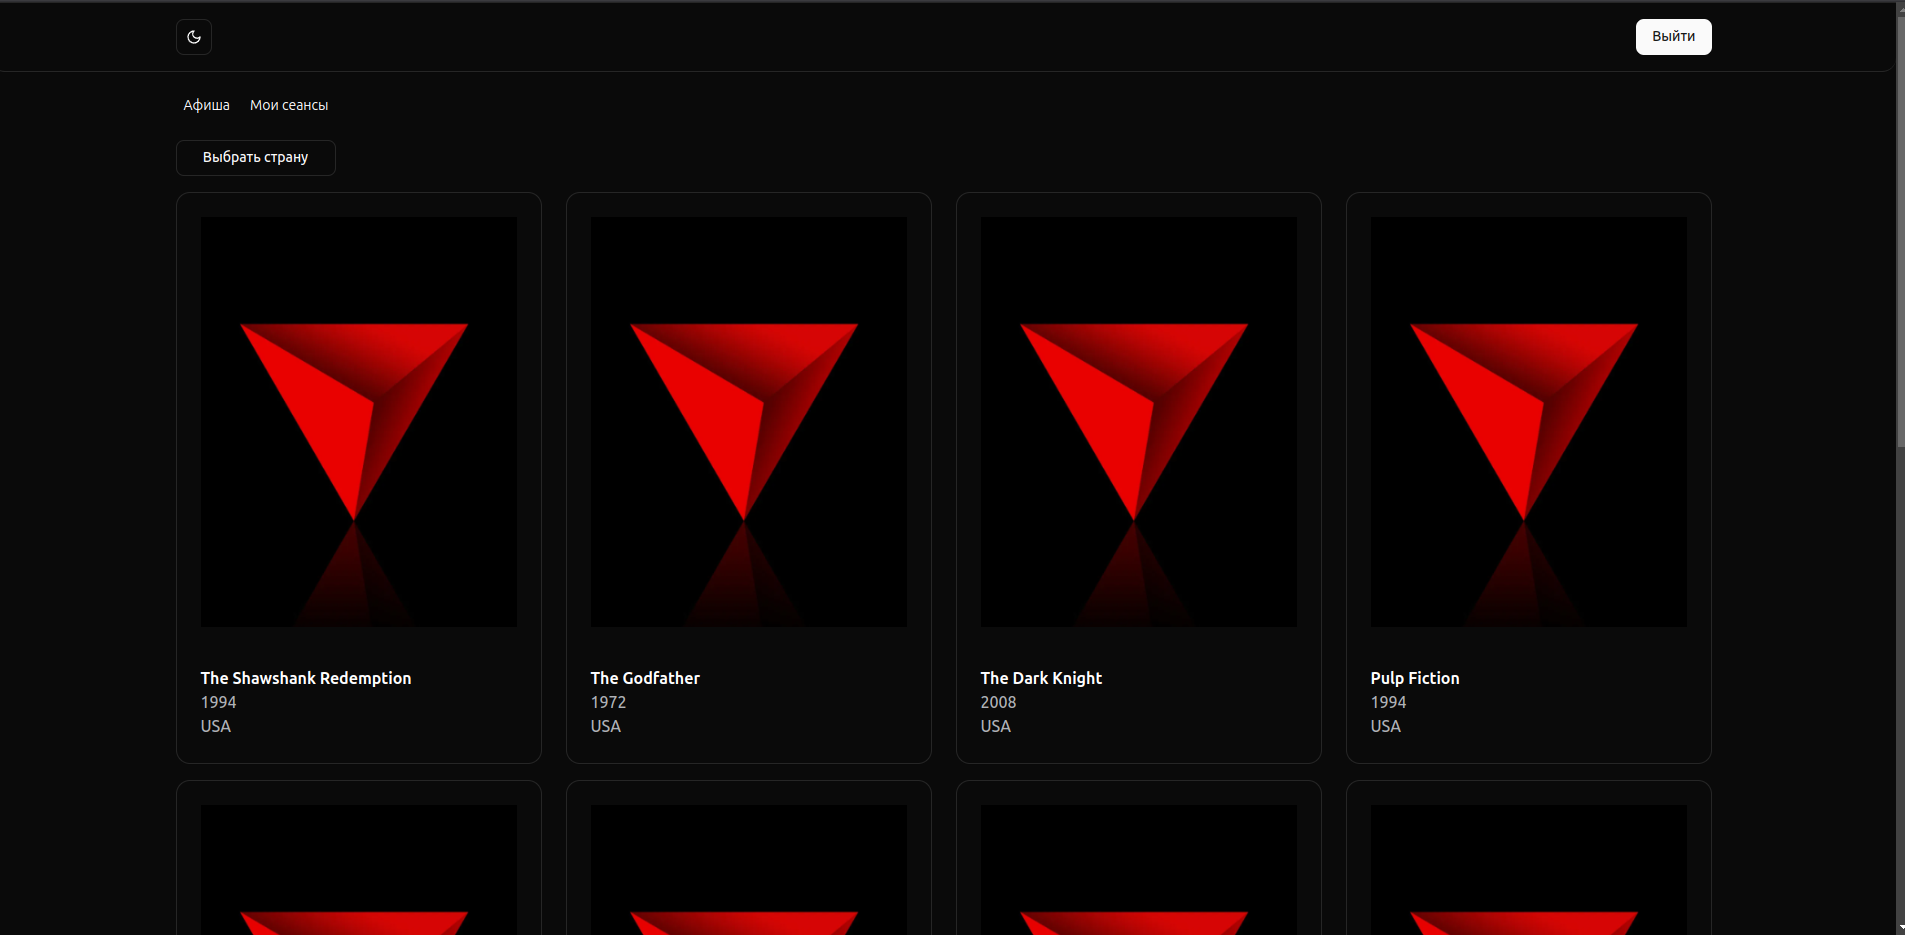 Выйти
Афиша Мои сеансы
Выбрать страну
The Shawshank Redemption
1994
USA
The Godfather
1972
USA
The Dark Knight
2008
USA
Pulp Fiction
1994
USA